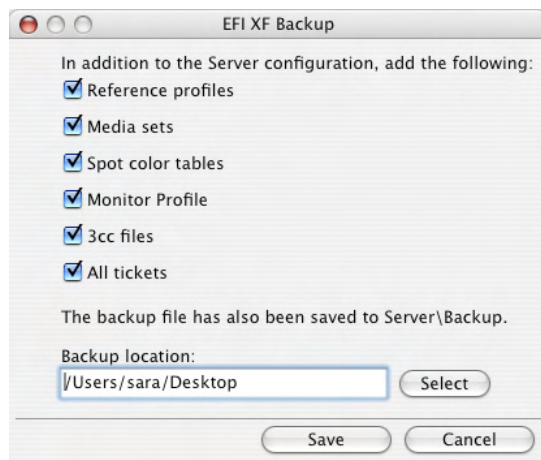 EFI XF Backup
In addition to the Server configuration, add the following:
Reference profiles
Media sets
Spot color tables
Monitor Profile
3cc files
All tickets
The backup file has also been saved to Server\Backup.
Backup location:
/Users/sara/Desktop
Select
Save
Cancel